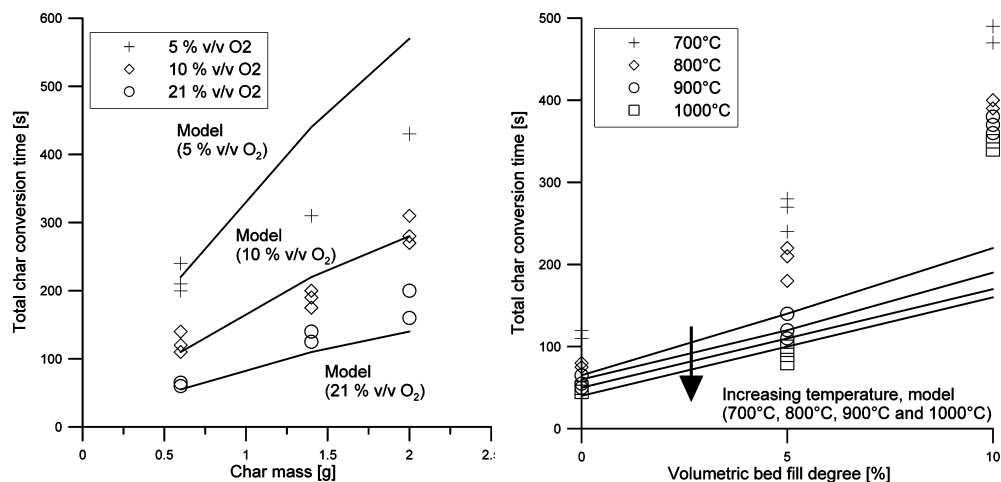 600
500
400
300
200
100
0
Total char conversion time [s]
5 % v/v O2
10 % v/v O2
21 % v/v O2
Model
(5 % v/v O2)
Model
(10 % v/v O2)
Model
(21 % v/v O2)
0 0.5 1 1.5 2 2.5
Char mass [g]
500
400
300
200
100
0
Total char conversion time [s]
700°C
800°C
900°C
1000°C
Increasing temperature, model
(700°C, 800°C, 900°C and 1000°C)
0 5 10
Volumetric bed fill degree [%]